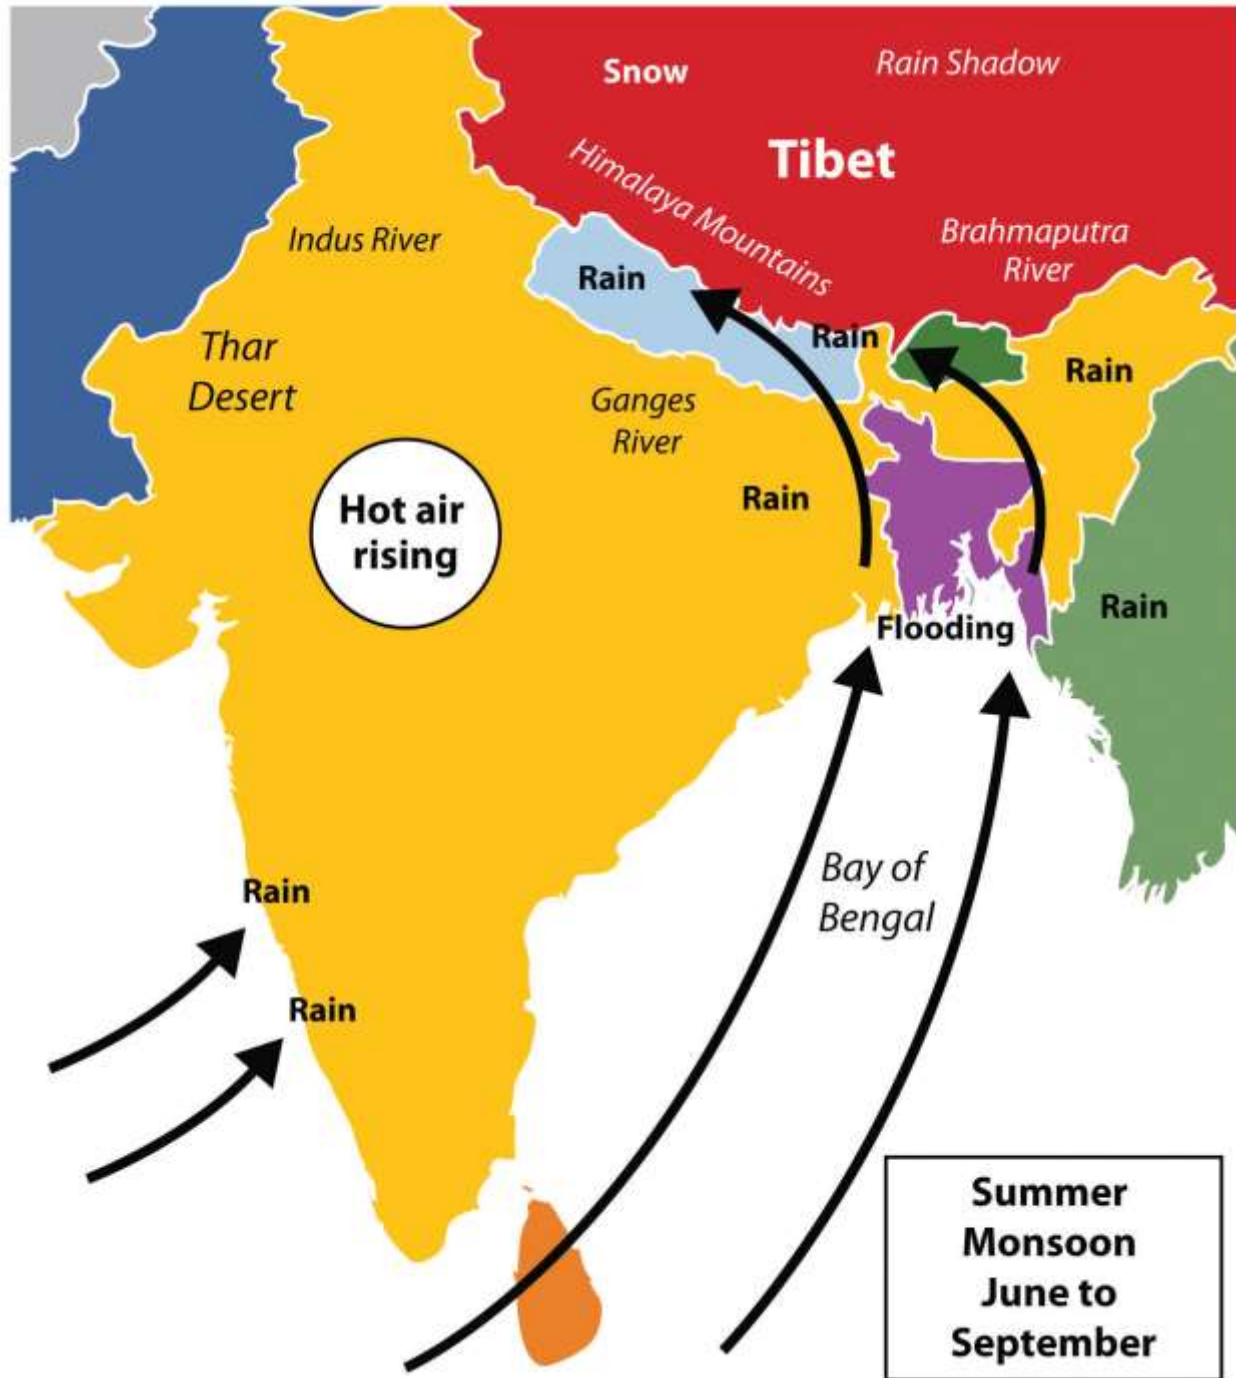 Snow
Rain Shadow
Tibet
Himalaya Mountains
Indus River
Brahmaputra
River
Rain
Rain
Thar
Desert
Rain
Ganges
River
Rain
Hot air
rising
Rain
Flooding
Bay of
Bengal
Rain
Rain
Summer
Monsoon
June to
September